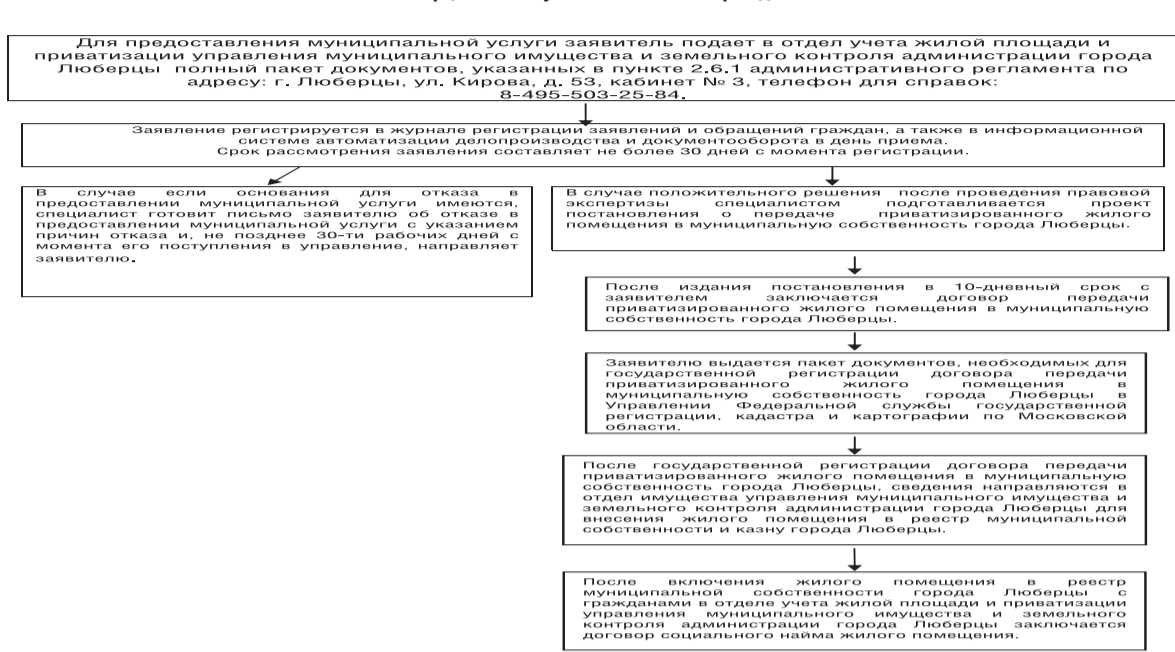 Для предоставления муниципальной услуги заявитель подает в отдел учета жилой площади и
приватизации управления муниципального имущества и земельного контроля администрации города
Люберцы полный пакет документов, указанных в пункте 2.6.1 административного регламента по
адресу: г. Люберцы, ул. Кирова, д. 53, кабинет № 3, телефон для справок:
8-495-503-25-84.
Заявление регистрируется в журнале регистрации заявлений и обращений граждан, а также в информационной
системе автоматизации делопроизводства и документооборота в день приема.
Срок рассмотрения заявления составляет не более 30 дней с момента регистрации.
В случае если основания для отказа в
предоставлении муниципальной услуги имеются,
специалист готовит письмо заявителю об отказе в
предоставлении муниципальной услуги с указанием
причин отказа и, не позднее 30-ти рабочих дней с
момента его поступления в управление, направляет
заявителю.
В случае положительного решения после проведения правовой
экспертизы специалистом подготавливается проект
постановления о передаче приватизированного жилого
помещения в муниципальную собственность города Люберцы.
После издания постановления в 10-дневный срок с
заявителем заключается договор передачи
приватизированного жилого помещения в муниципальную
собственность города Люберцы.
Заявителю выдается пакет документов, необходимых для
государственной регистрации договора передачи
приватизированного жилого помещения в
муниципальную собственность города Люберцы в
Управлении Федеральной службы государственной
регистрации, кадастра и картографии по Московской
области.
После государственной регистрации договора передачи
приватизированного жилого помещения в муниципальную
собственность города Люберцы, сведения направляются в
отдел имущества управления муниципального имущества и
земельного контроля администрации города Люберцы для
внесения жилого помещения в реестр муниципальной
собственности и казну города Люберцы.
После включения жилого помещения в реестр
муниципальной собственности города Люберцы с
гражданами в отделе учета жилой площади и приватизации
управления муниципального имущества и земельного
контроля администрации города Люберцы заключается
договор социального найма жилого помещения.